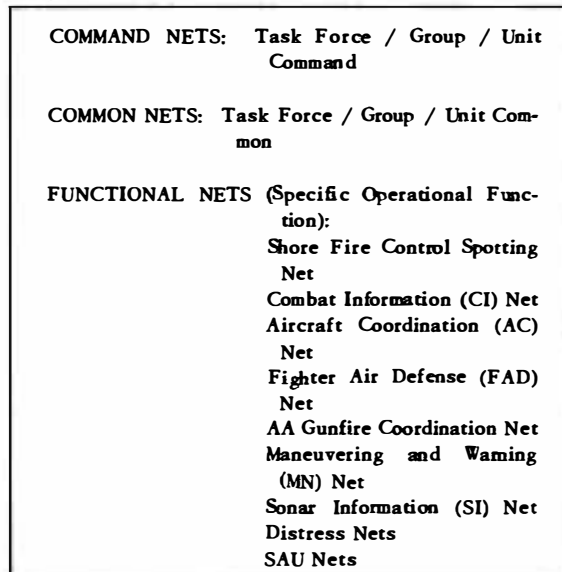 COMMAND NETS: Task Force / Group / Unit
Command
COMMON NETS: Task Force / Group / Unit Com-
mon
FUNCTIONAL NETS (Specific Operational Func-
tion):
Shore Fire Control Spotting
Net
Combat Information (CI) Net
Aircraft Coordination (AC)
Net
Fighter Air Defense (FAD)
Net
AA Gunfire Coordination Net
Maneuvering and Warning
(MN) Net
Sonar Information (SI) Net
Distress Nets
SAU Nets